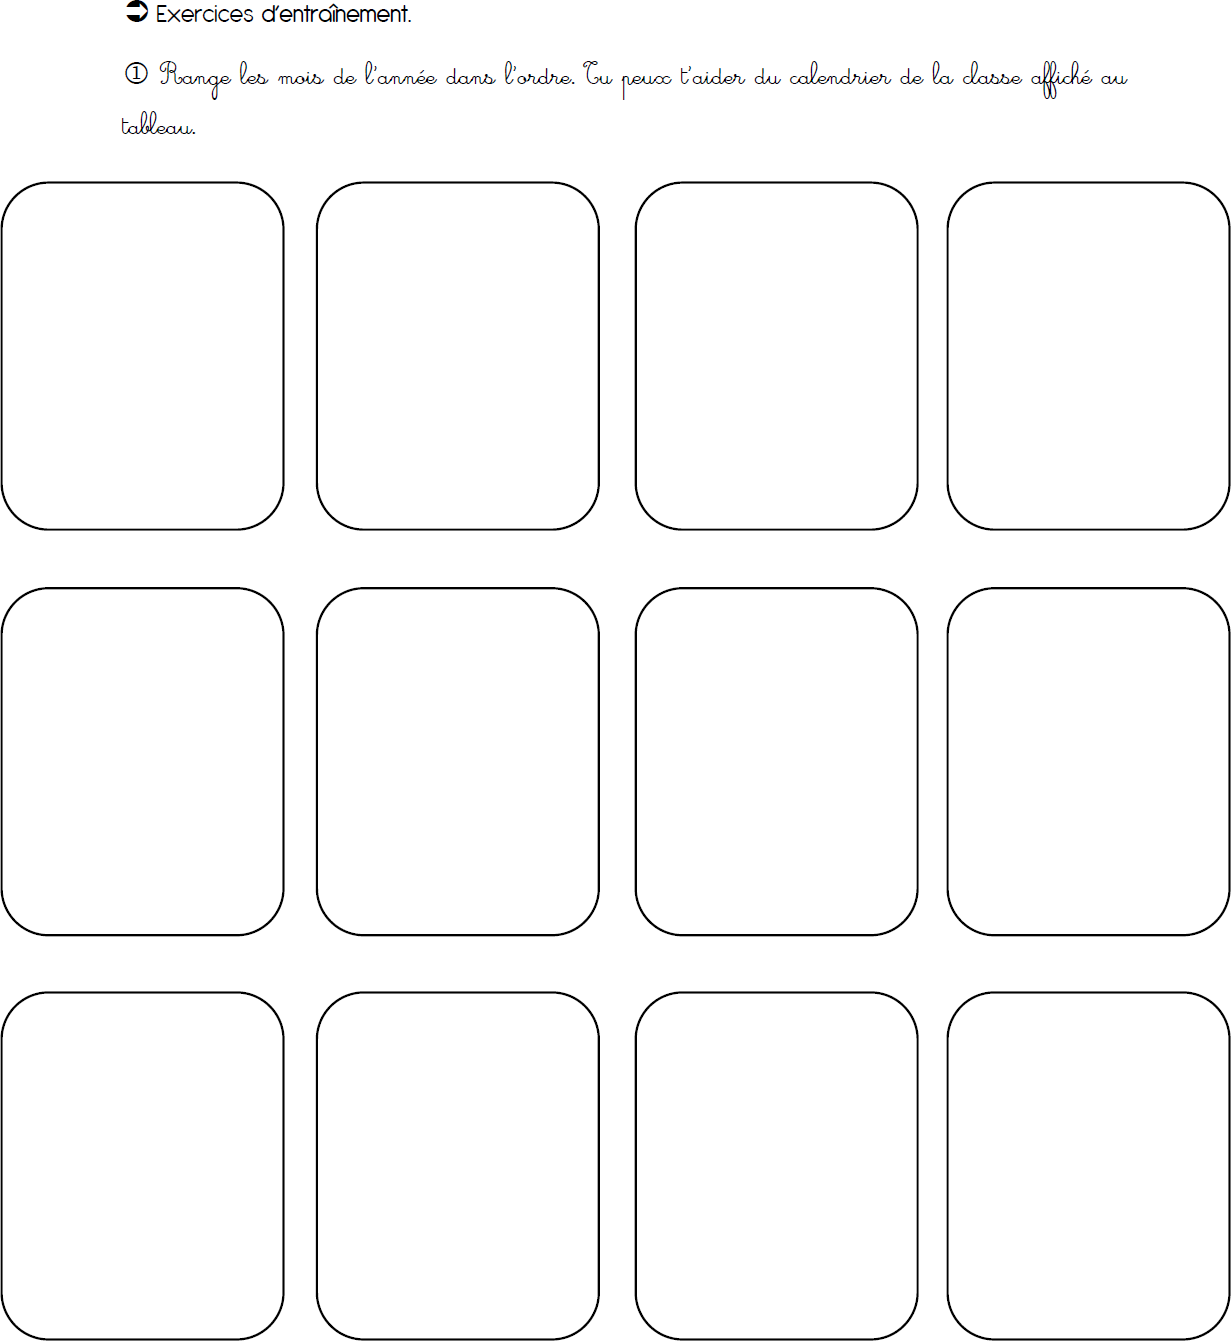 ➲ Exercices d'entraînement.
① Range les mois de l'année dans l'ordre. Tu peux t'aider du calendrier de la classe affiché au
tableau.